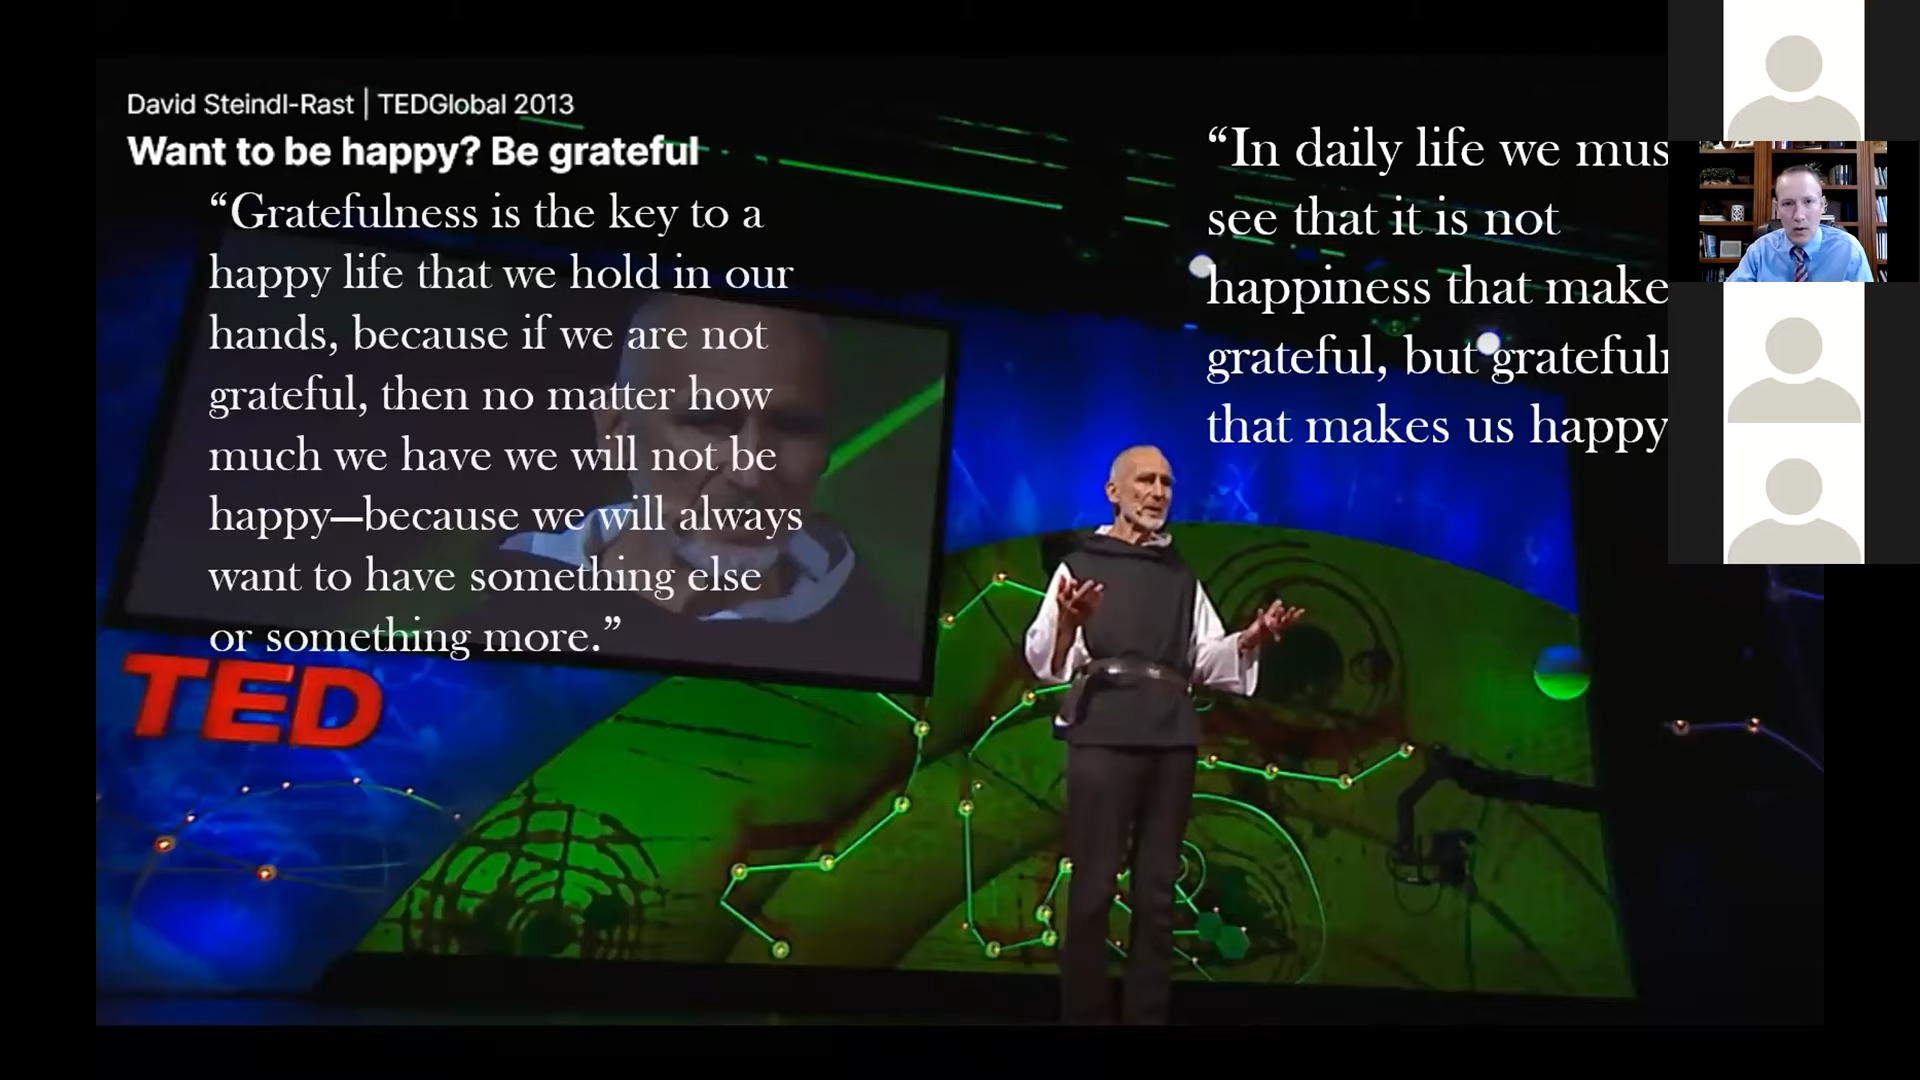 David Steindl-Rast | TEDGlobal 2013
Want to be happy? Be grateful
“Gratefulness is the key to a
happy life that we hold in our
hands, because if we are not
grateful, then no matter how
much we have we will not be
happy—because we will always
want to have something else
or something more.”
“In daily life we mus
see that it is not
happiness that make
grateful, but gratefuln
that makes us happy
TED